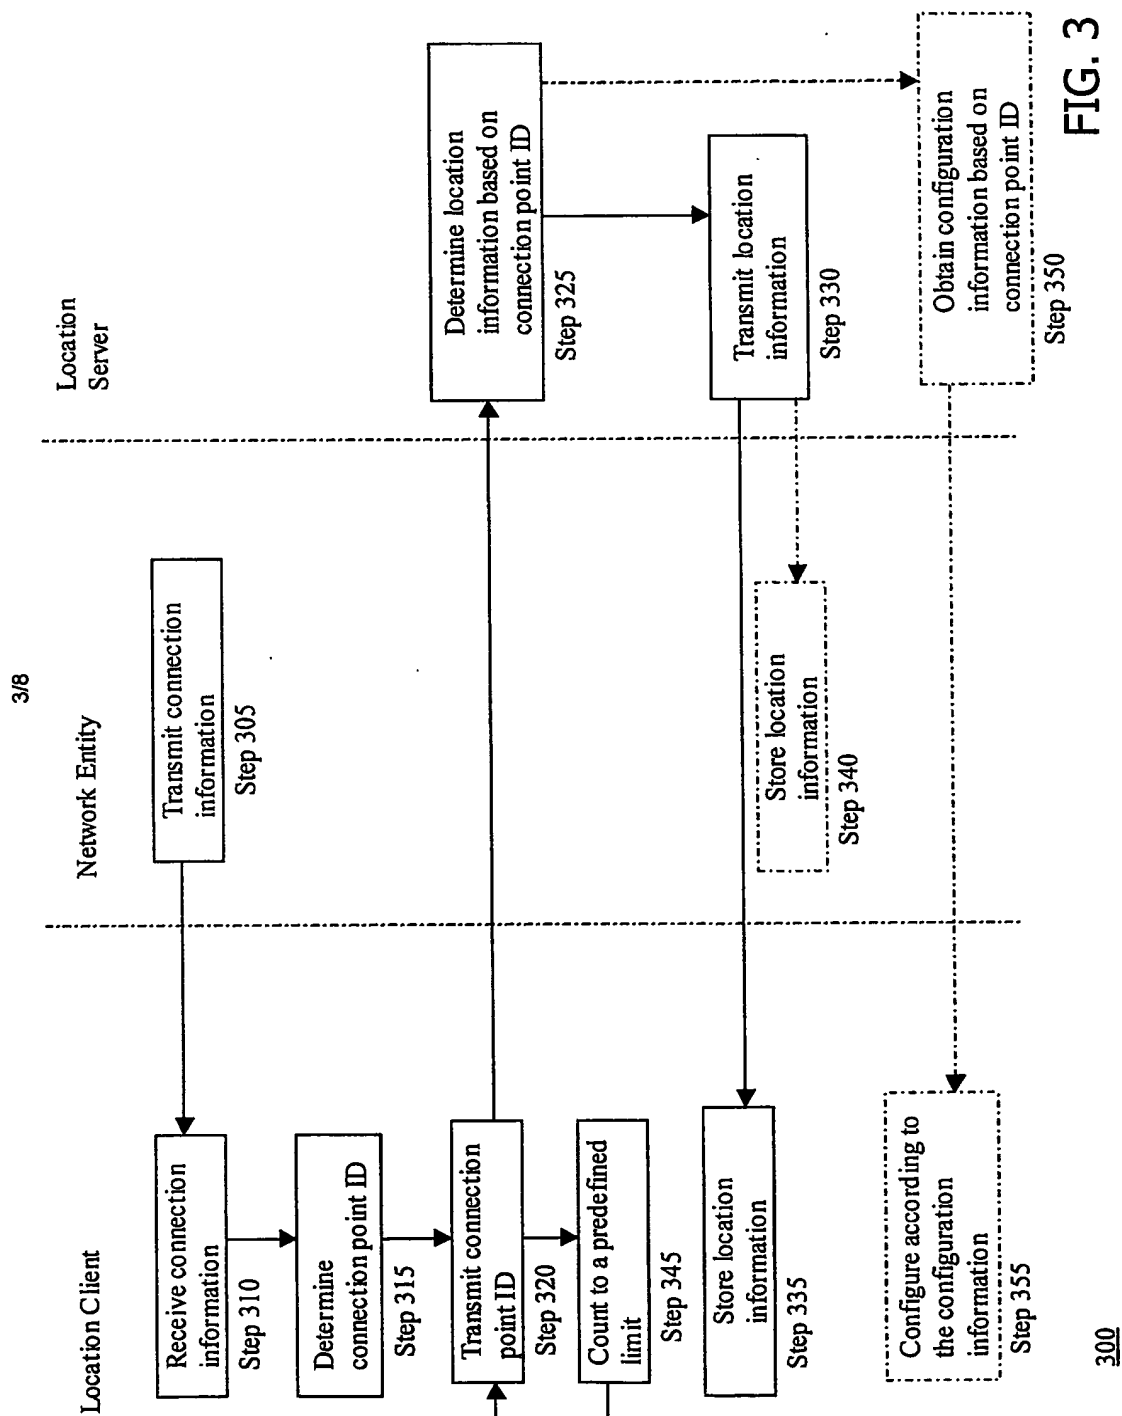 3/8
Location Client
Network Entity
Location
Server
Transmit connection
information
Step 305
Receive connection
information
Step 310
Determine
connection point ID
Step 315
Transmit connection
point ID
Step 320
Determine location
information based on
connection point ID
Step 325
Count to a predefined
limit
Step 345
Transmit location
information
Step 330
Store location
information
Step 335
Store location
information
Step 340
Obtain configuration
information based on
connection point ID
Step 350
Configure according to
the configuration
information
Step 355
300
FIG. 3